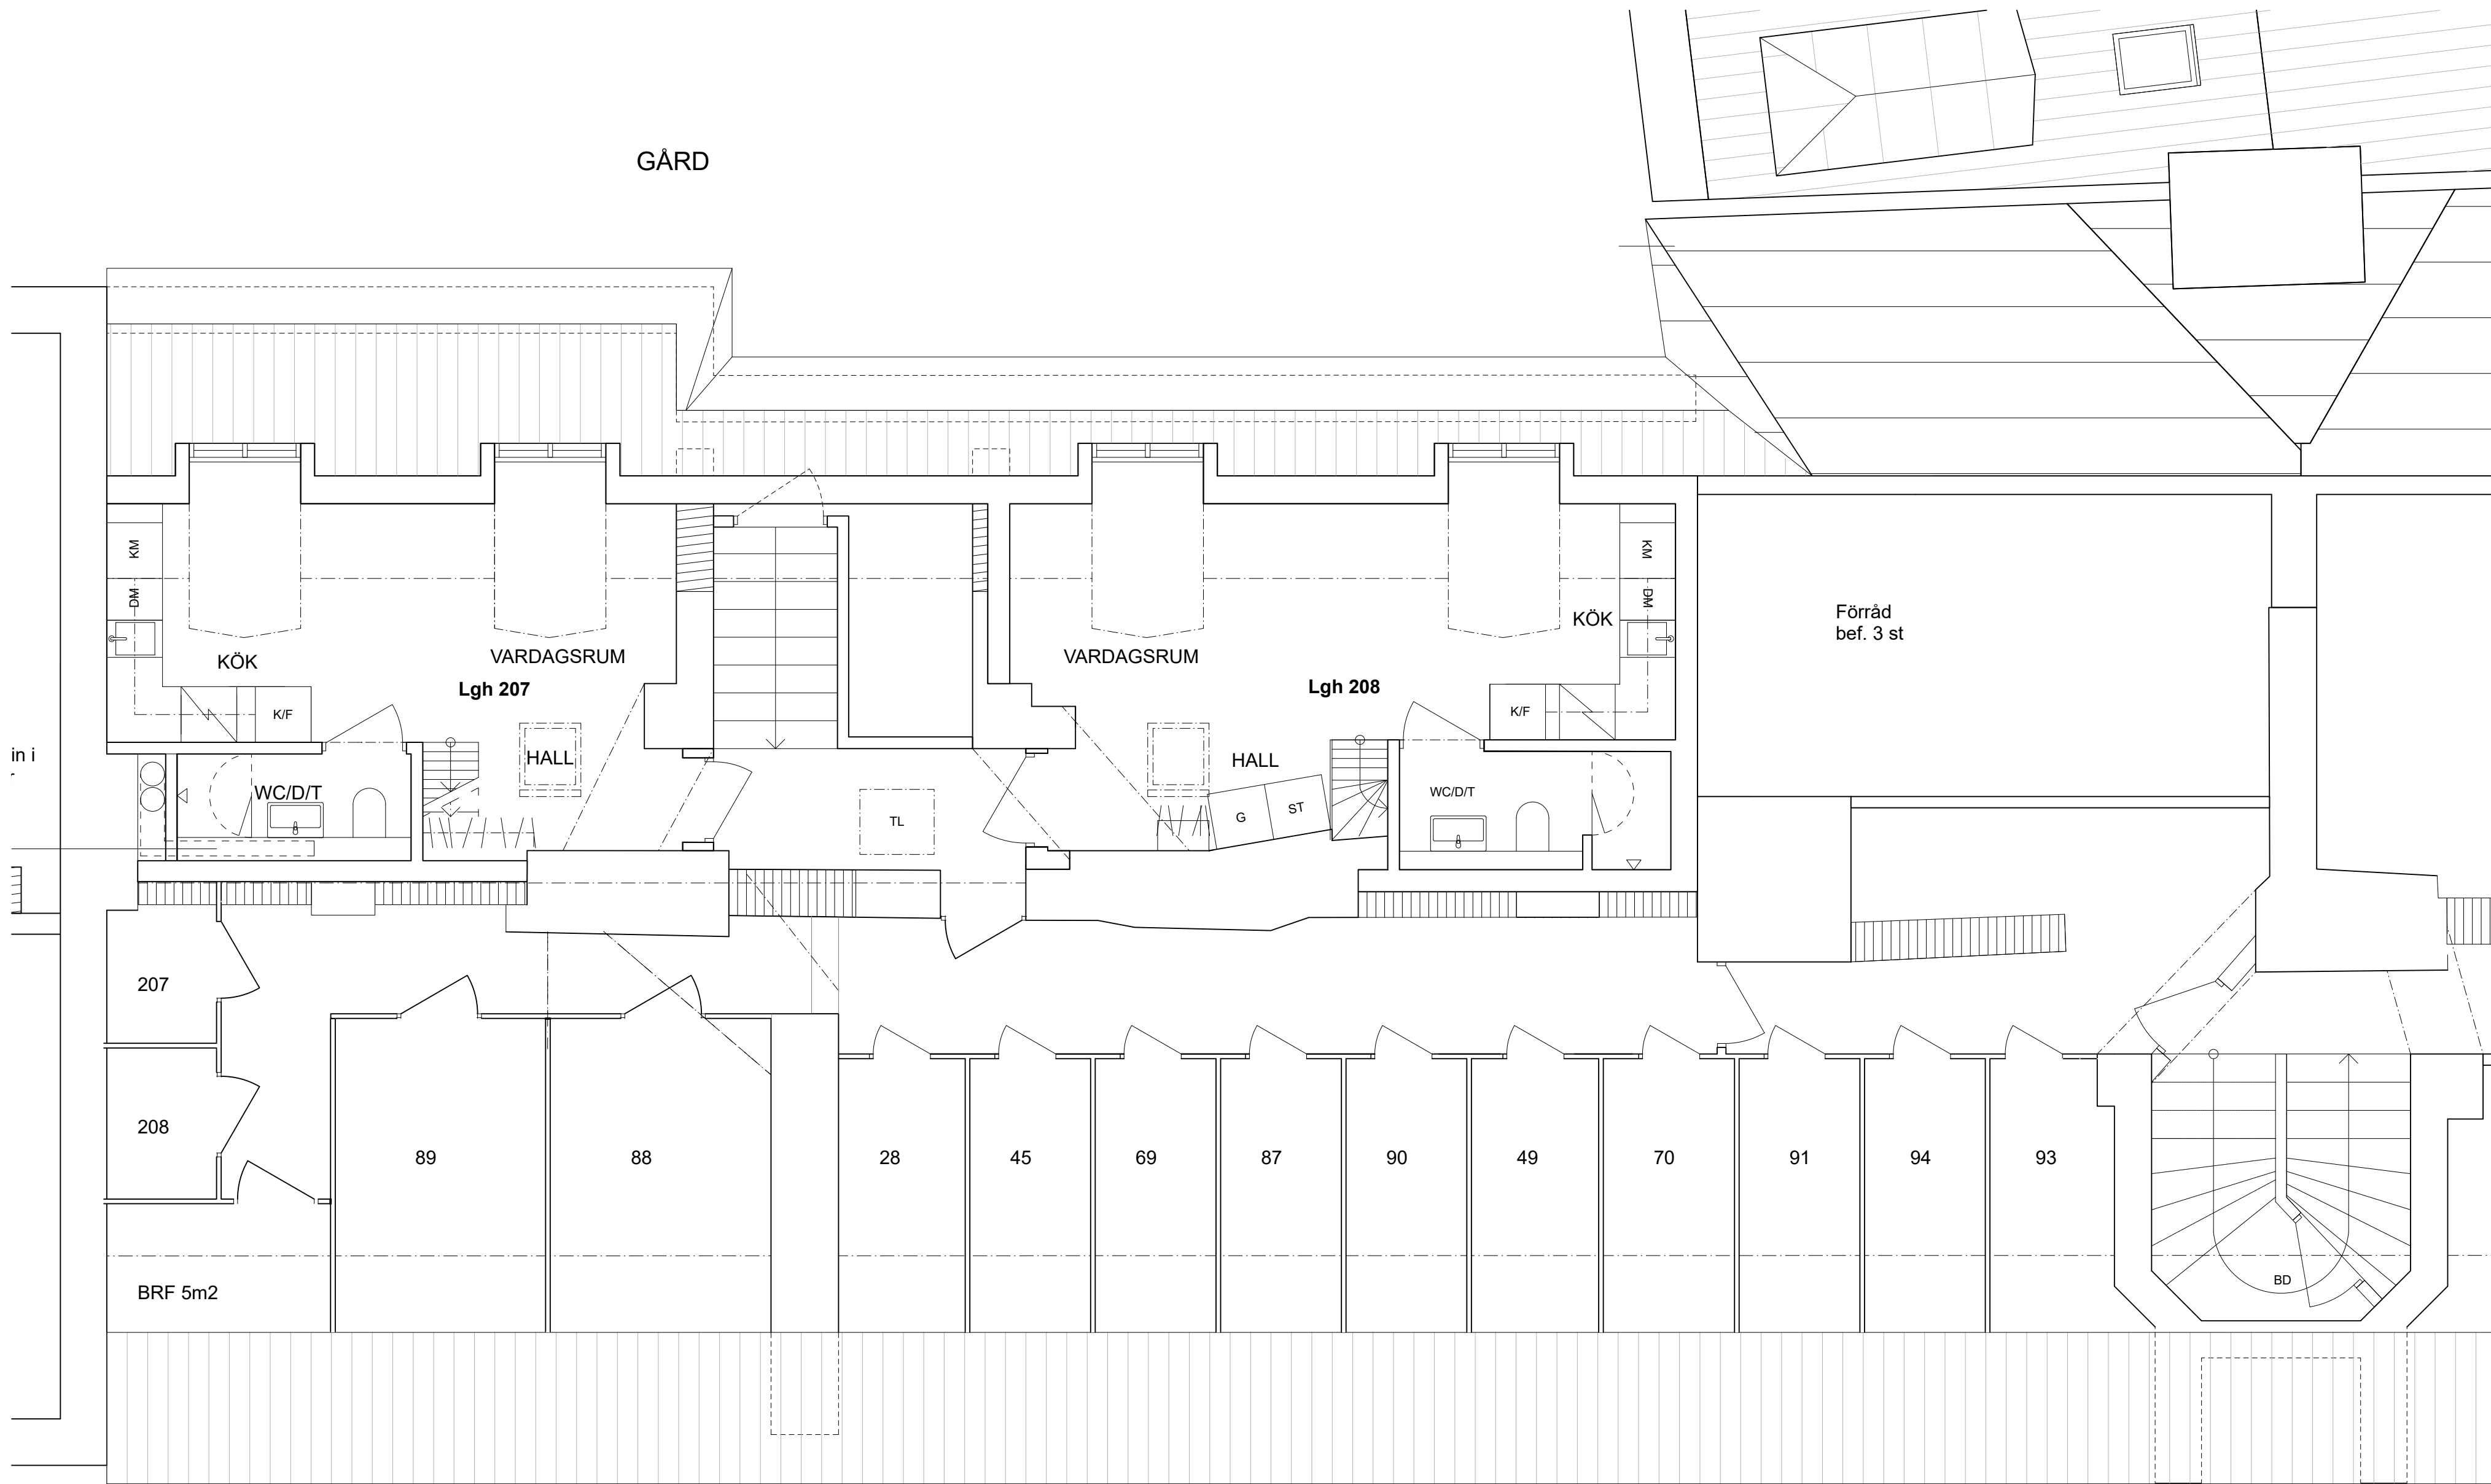 GÅRD
KM
DM
KÖK
VARDAGSRUM
Lgh 207
K/F
HALL
WC/D/T
TL
VARDAGSRUM
Lgh 208
KÖK
KM
DM
K/F
HALL
G
ST
WC/D/T
Förråd
bef. 3 st
in i
207
208
89
88
28
45
69
87
90
49
70
91
94
93
BRF 5m2
BD